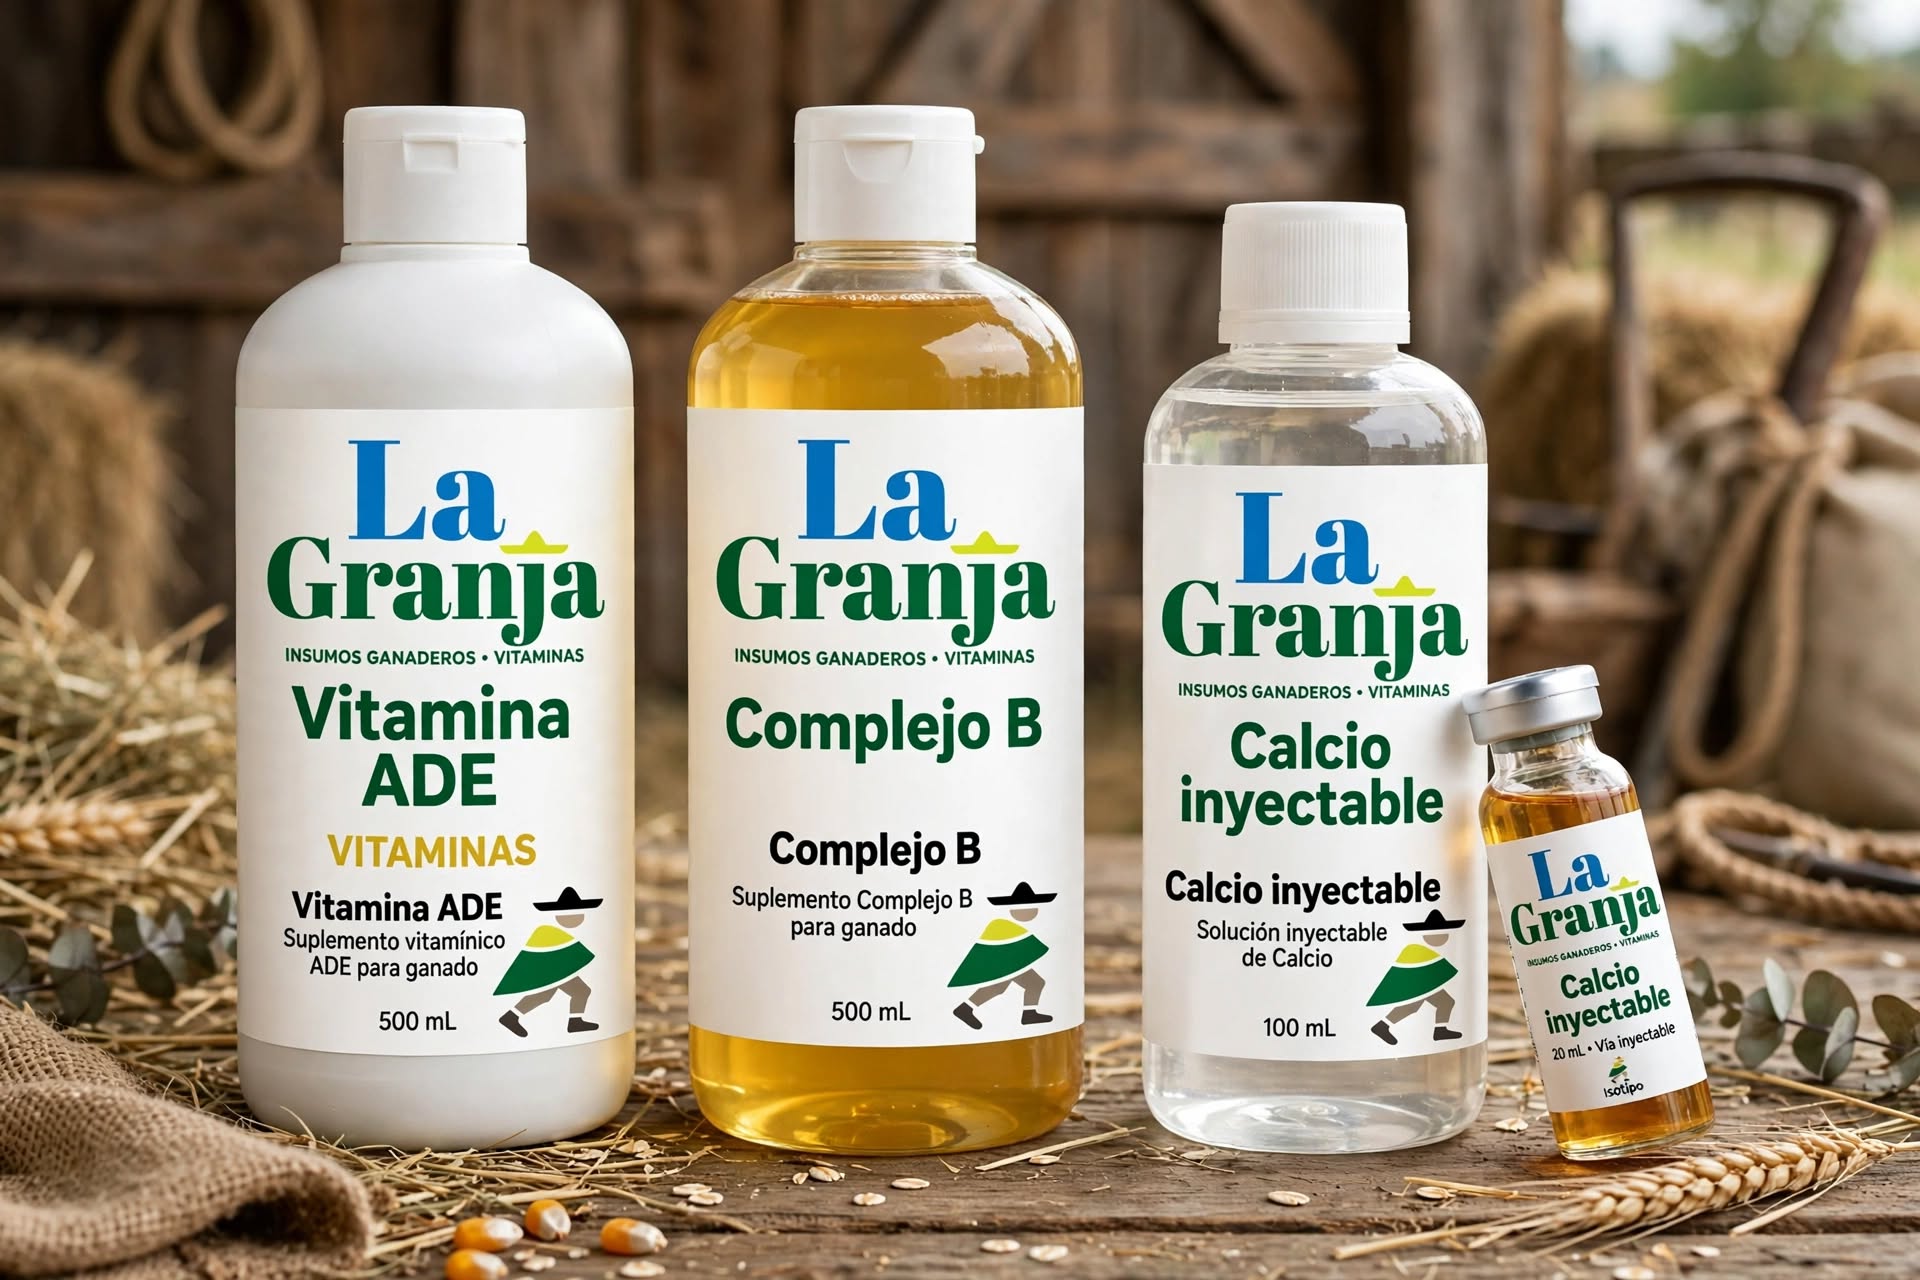 La
Granja
INSUMOS GANADEROS • VITAMINAS
Vitamina
ADE
VITAMINAS
Vitamina ADE
Suplemento vitamínico
ADE para ganado
500 mL
La
Granja
INSUMOS GANADEROS • VITAMINAS
Complejo B
Complejo B
Suplemento Complejo B
para ganado
500 mL
La
Granja
INSUMOS GANADEROS • VITAMINAS
Calcio
inyectable
Calcio inyectable
Solución inyectable
de Calcio
100 mL
La
Granja
INSUMOS GANADEROS • VITAMINAS
Calcio
inyectable
20 mL • Vía inyectable
Isotipo